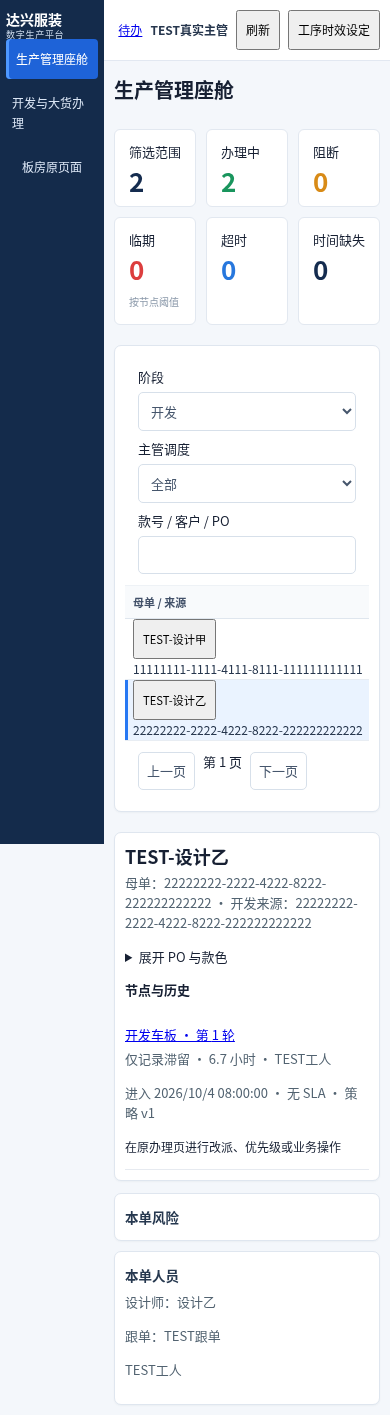 达兴服装
数字生产平台
生产管理座舱
开发与大货办
理
板房原页面
待办 TEST真实主管 刷新 工序时效设定
生产管理座舱
筛选范围 办理中 阻断
2 2 0
临期 超时 时间缺失
0 0 0
按节点阈值
阶段
开发
主管调度
全部
款号 / 客户 / PO
母单 / 来源
TEST-设计甲
11111111-1111-4111-8111-111111111111
TEST-设计乙
22222222-2222-4222-8222-222222222222
上一页 第 1 页 下一页
TEST-设计乙
母单：22222222-2222-4222-8222-
222222222222 · 开发来源：22222222-
2222-4222-8222-222222222222
展开 PO 与款色
节点与历史
开发车板 · 第 1 轮
仅记录滞留 · 6.7 小时 · TEST工人
进入 2026/10/4 08:00:00 · 无 SLA · 策
略 v1
在原办理页进行改派、优先级或业务操作
本单风险
本单人员
设计师：设计乙
跟单：TEST跟单
TEST工人